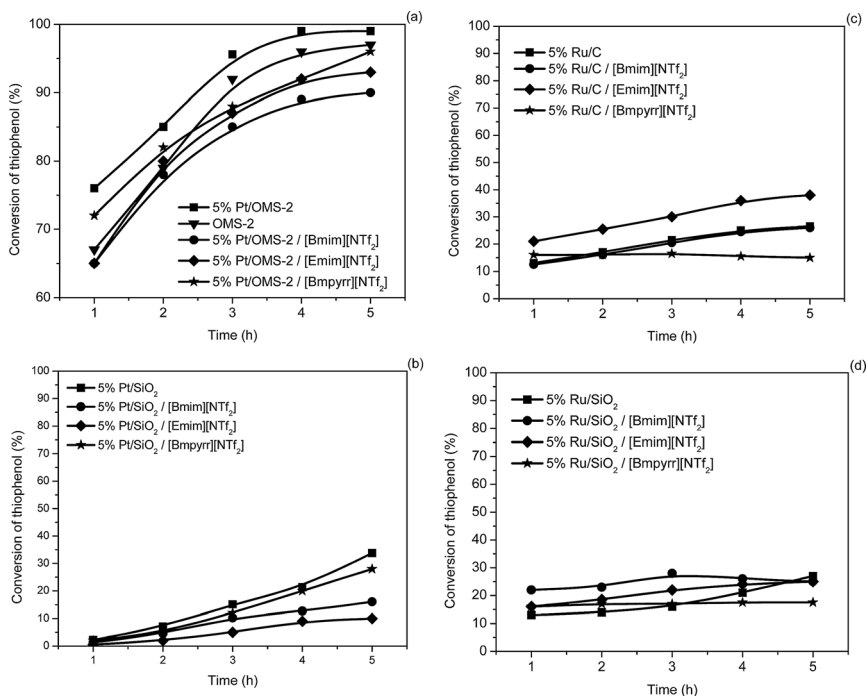 (a)
Conversion of thiophenol (%)
100
90
80
70
60
5% Pt/OMS-2
OMS-2
5% Pt/OMS-2 / [Bmim][NTf₂]
5% Pt/OMS-2 / [Emim][NTf₂]
5% Pt/OMS-2 / [Bmpyrr][NTf₂]
1 2 3 4 5
Time (h)
(c)
Conversion of thiophenol (%)
100
90
80
70
60
50
40
30
20
10
0
5% Ru/C
5% Ru/C / [Bmim][NTf₂]
5% Ru/C / [Emim][NTf₂]
5% Ru/C / [Bmpyrr][NTf₂]
1 2 3 4 5
Time (h)
(b)
Conversion of thiophenol (%)
100
90
80
70
60
50
40
30
20
10
0
5% Pt/SiO₂
5% Pt/SiO₂ / [Bmim][NTf₂]
5% Pt/SiO₂ / [Emim][NTf₂]
5% Pt/SiO₂ / [Bmpyrr][NTf₂]
1 2 3 4 5
Time (h)
(d)
Conversion of thiophenol (%)
100
90
80
70
60
50
40
30
20
10
0
5% Ru/SiO₂
5% Ru/SiO₂ / [Bmim][NTf₂]
5% Ru/SiO₂ / [Emim][NTf₂]
5% Ru/SiO₂ / [Bmpyrr][NTf₂]
1 2 3 4 5
Time (h)